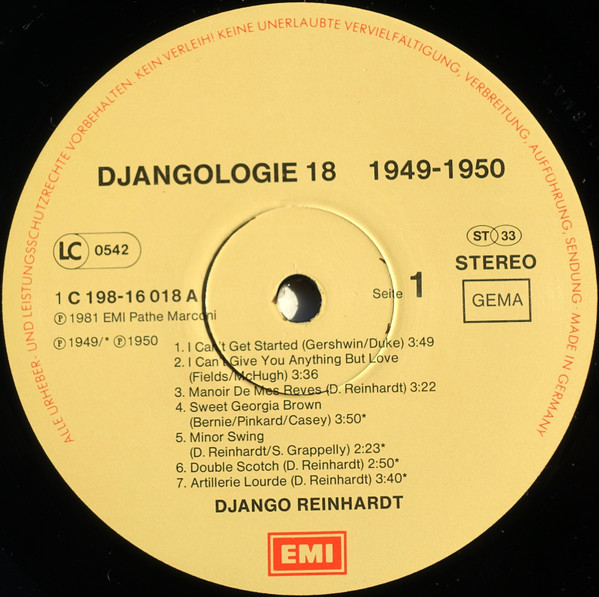 ALLE URHEBER- UND LEISTUNGSSCHUTZRECHTE VORBEHALTEN. KEIN VERLEIH! KEINE UNERLAUBTE VERVIELFÄLTIGUNG, VERBREITUNG, AUFFÜHRUNG, SENDUNG · MADE IN GERMANY
DJANGOLOGIE 18 1949-1950
LC 0542
ST 33
STEREO
1 C 198-16 018 A
Seite 1
GEMA
Ⓟ 1981 EMI Pathe Marconi
Ⓟ 1949/* Ⓟ 1950
1. I Can't Get Started (Gershwin/Duke) 3:49
2. I Can't Give You Anything But Love
(Fields/McHugh) 3:36
3. Manoir De Mes Reves (D. Reinhardt) 3:22
4. Sweet Georgia Brown
(Bernie/Pinkard/Casey) 3:50*
5. Minor Swing
(D. Reinhardt/S. Grappelly) 2:23*
6. Double Scotch (D. Reinhardt) 2:50*
7. Artillerie Lourde (D. Reinhardt) 3:40*
DJANGO REINHARDT
EMI